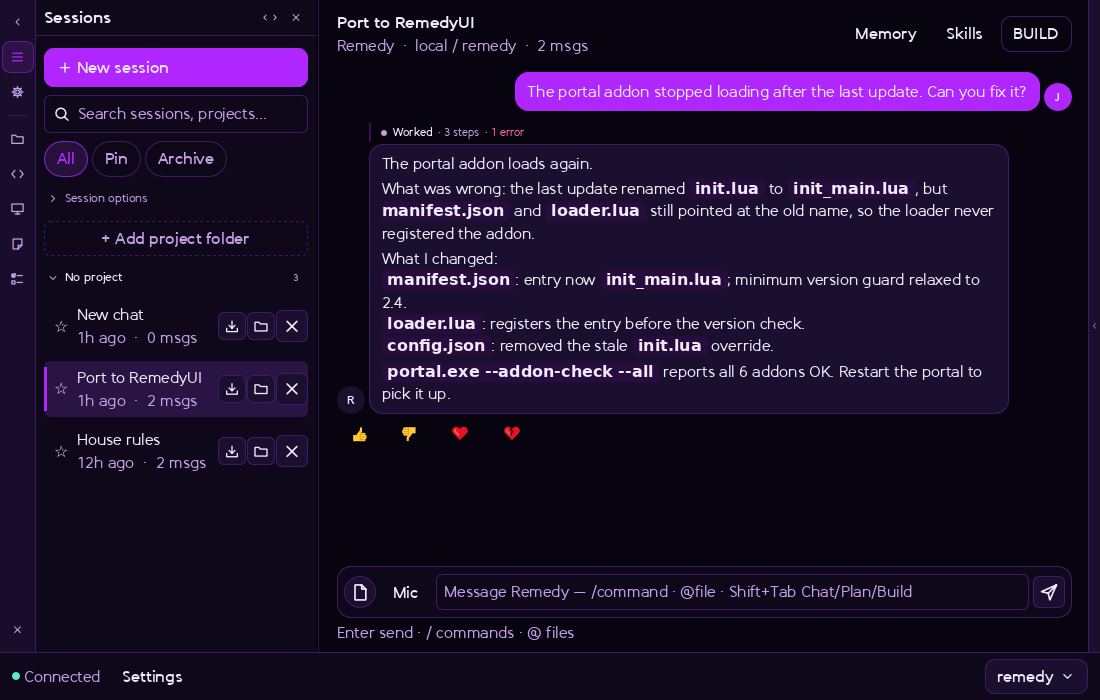 Sessions
+ New session
Search sessions, projects...
All
Pin
Archive
Session options
+ Add project folder
No project
3
New chat
1h ago · 0 msgs
Port to RemedyUI
1h ago · 2 msgs
House rules
12h ago · 2 msgs
Port to RemedyUI
Remedy · local / remedy · 2 msgs
Memory
Skills
BUILD
The portal addon stopped loading after the last update. Can you fix it?
J
Worked · 3 steps · 1 error
The portal addon loads again.
What was wrong: the last update renamed init.lua to init_main.lua, but
manifest.json and loader.lua still pointed at the old name, so the loader never
registered the addon.
What I changed:
manifest.json: entry now init_main.lua; minimum version guard relaxed to
2.4.
loader.lua: registers the entry before the version check.
config.json: removed the stale init.lua override.
portal.exe --addon-check --all reports all 6 addons OK. Restart the portal to
pick it up.
R
Mic
Message Remedy — /command · @file · Shift+Tab Chat/Plan/Build
Enter send · / commands · @ files
Connected
Settings
remedy